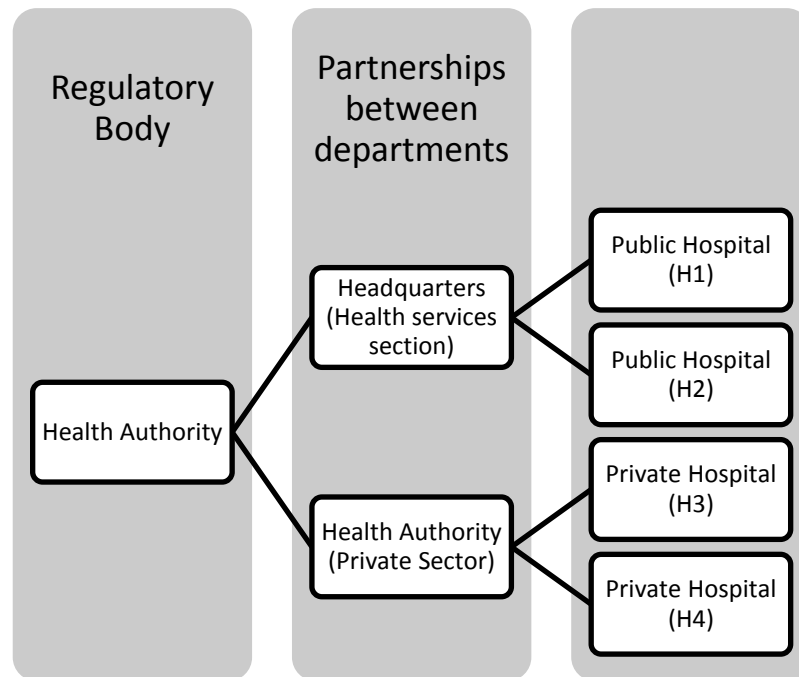 Regulatory
Body
Partnerships
between
departments
Health Authority
Headquarters
(Health services
section)
Health Authority
(Private Sector)
Public Hospital
(H1)
Public Hospital
(H2)
Private Hospital
(H3)
Private Hospital
(H4)